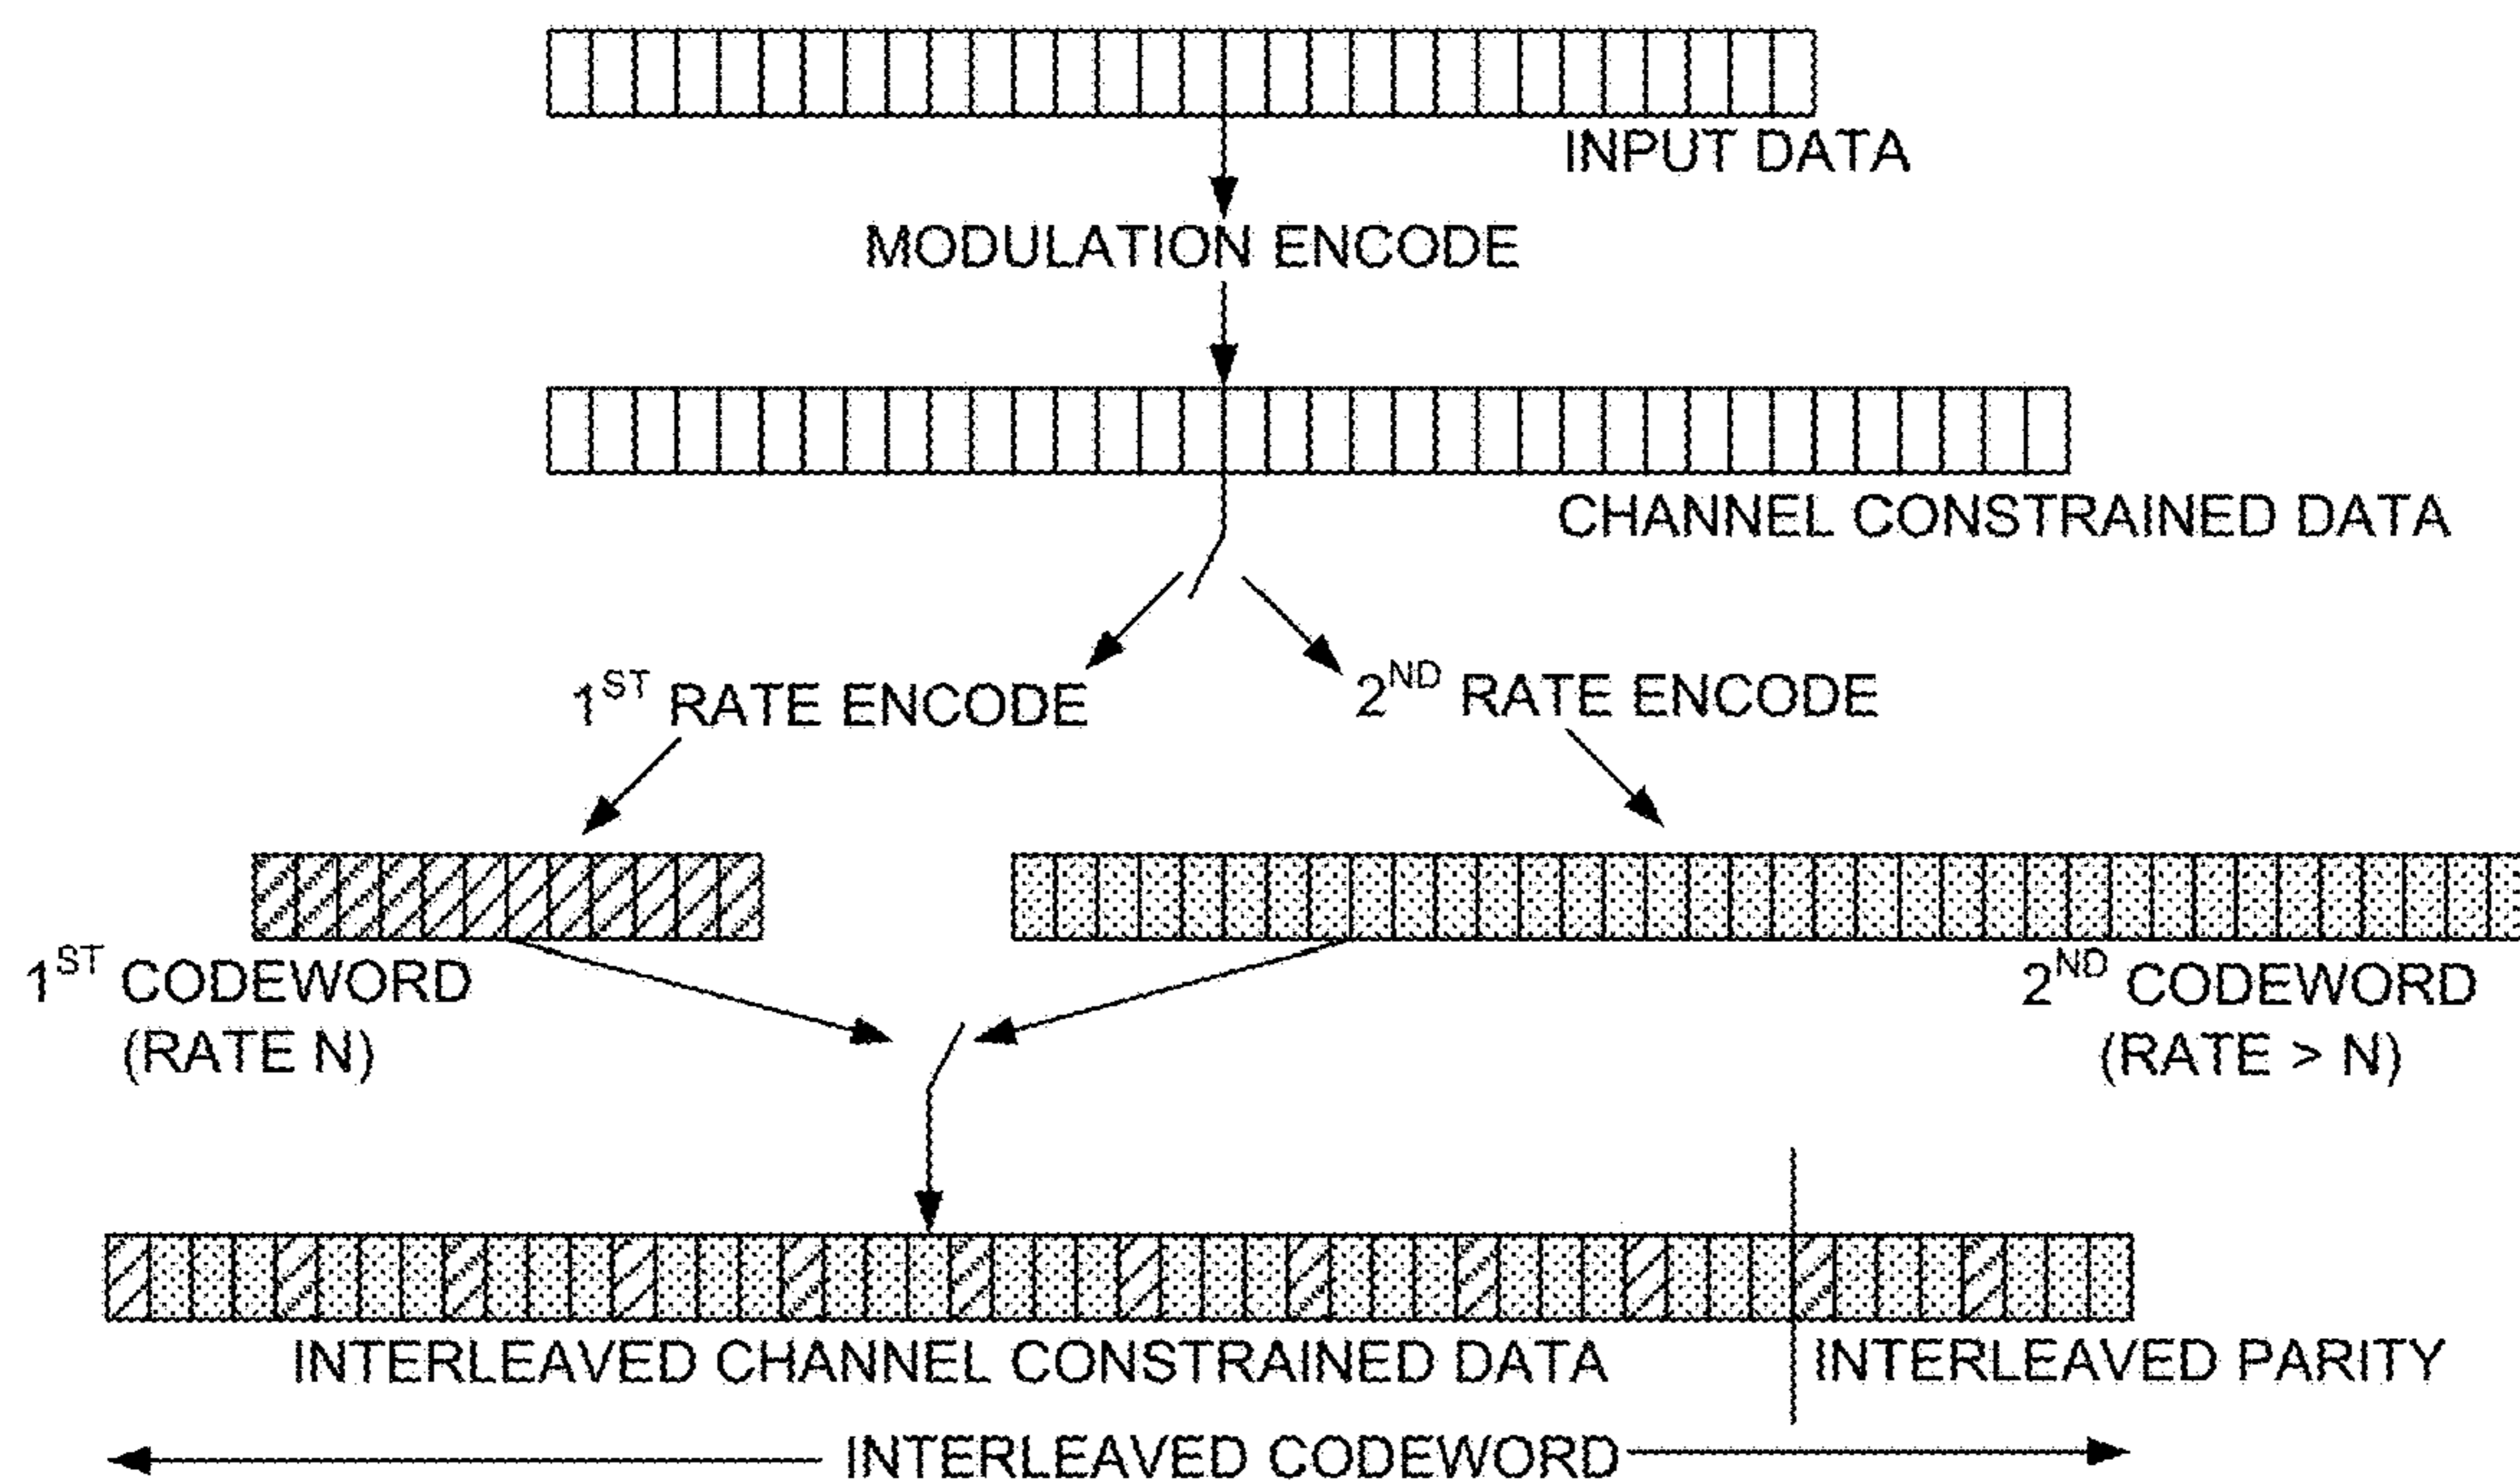 INPUT DATA
MODULATION ENCODE
CHANNEL CONSTRAINED DATA
1ST RATE ENCODE
2ND RATE ENCODE
1ST CODEWORD
(RATE N)
2ND CODEWORD
(RATE > N)
INTERLEAVED CHANNEL CONSTRAINED DATA
INTERLEAVED PARITY
INTERLEAVED CODEWORD